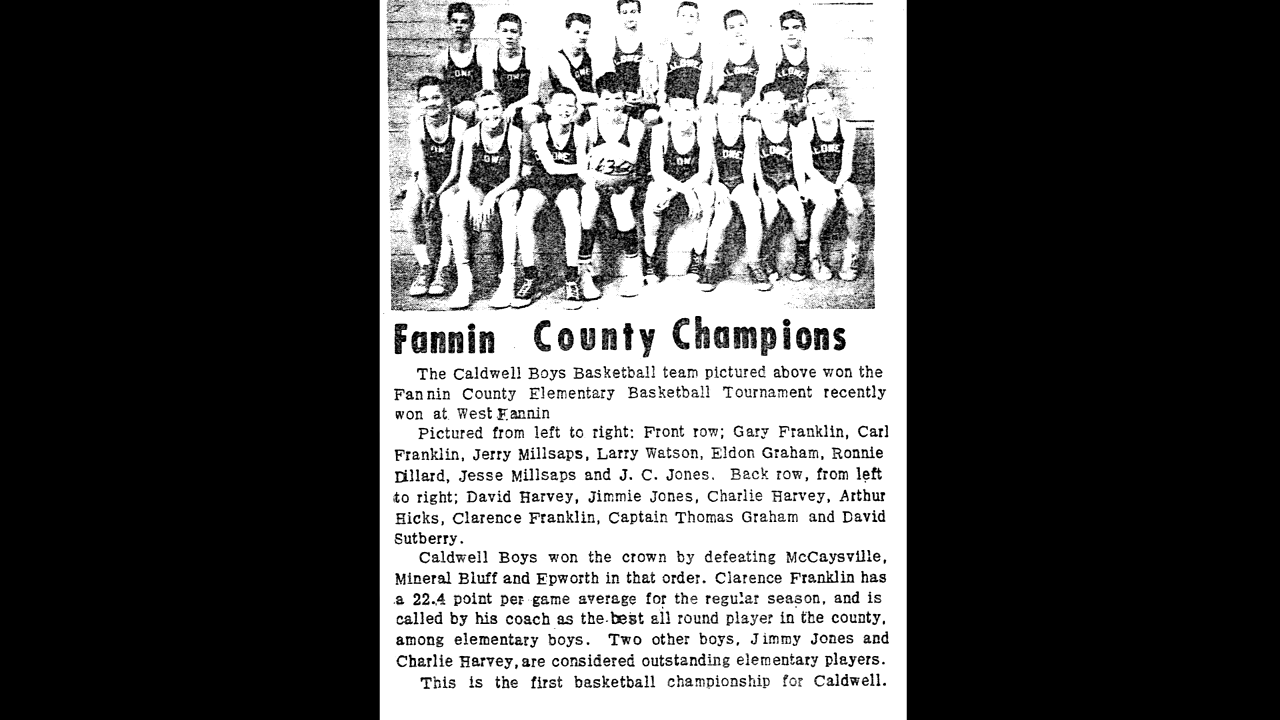 Fannin County Champions
The Caldwell Boys Basketball team pictured above won the
Fannin County Elementary Basketball Tournament recently
won at West Fannin
Pictured from left to right: Front row; Gary Franklin, Carl
Franklin, Jerry Millsaps, Larry Watson, Eldon Graham, Ronnie
Dillard, Jesse Millsaps and J. C. Jones. Back row, from left
to right; David Harvey, Jimmie Jones, Charlie Harvey, Arthur
Hicks, Clarence Franklin, Captain Thomas Graham and David
Sutberry.
Caldwell Boys won the crown by defeating McCaysville,
Mineral Bluff and Epworth in that order. Clarence Franklin has
a 22.4 point per game average for the regular season, and is
called by his coach as the best all round player in the county,
among elementary boys. Two other boys, Jimmy Jones and
Charlie Harvey, are considered outstanding elementary players.
This is the first basketball championship for Caldwell.